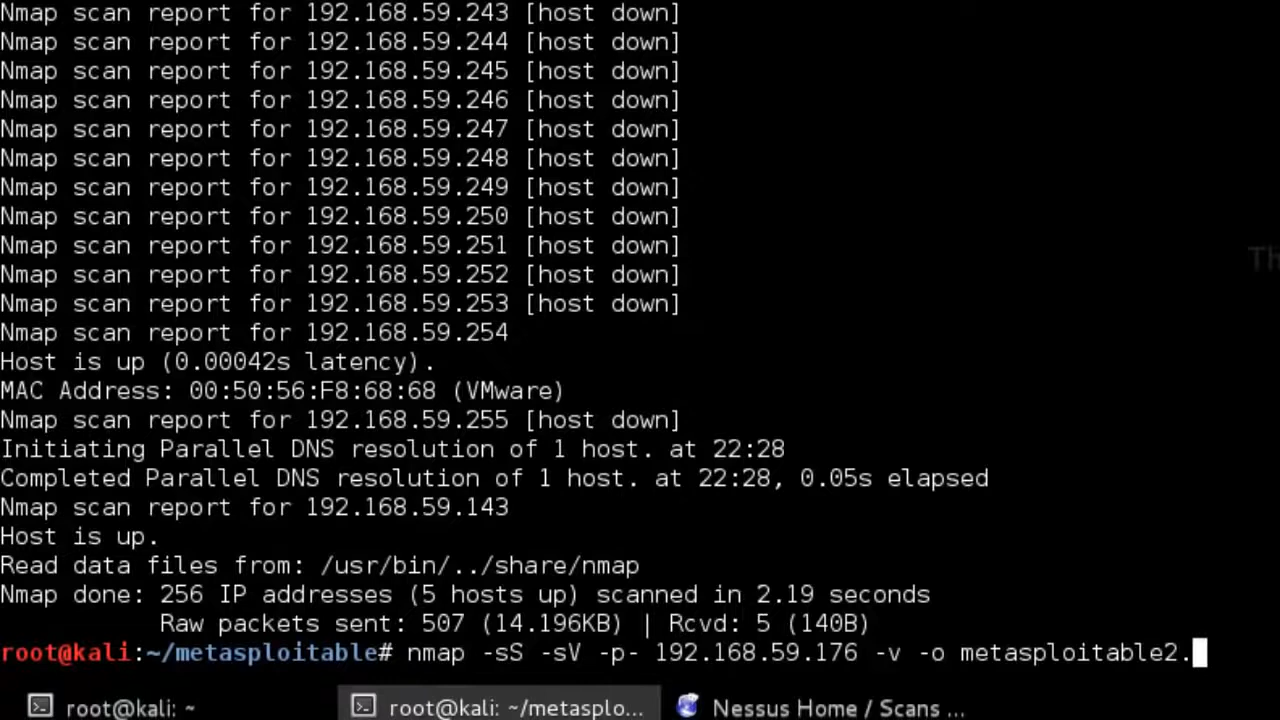 Nmap scan report for 192.168.59.243 [host down]
Nmap scan report for 192.168.59.244 [host down]
Nmap scan report for 192.168.59.245 [host down]
Nmap scan report for 192.168.59.246 [host down]
Nmap scan report for 192.168.59.247 [host down]
Nmap scan report for 192.168.59.248 [host down]
Nmap scan report for 192.168.59.249 [host down]
Nmap scan report for 192.168.59.250 [host down]
Nmap scan report for 192.168.59.251 [host down]
Nmap scan report for 192.168.59.252 [host down]
Nmap scan report for 192.168.59.253 [host down]
Nmap scan report for 192.168.59.254
Host is up (0.00042s latency).
MAC Address: 00:50:56:F8:68:68 (VMware)
Nmap scan report for 192.168.59.255 [host down]
Initiating Parallel DNS resolution of 1 host. at 22:28
Completed Parallel DNS resolution of 1 host. at 22:28, 0.05s elapsed
Nmap scan report for 192.168.59.143
Host is up.
Read data files from: /usr/bin/../share/nmap
Nmap done: 256 IP addresses (5 hosts up) scanned in 2.19 seconds
Raw packets sent: 507 (14.196KB) | Rcvd: 5 (140B)
root@kali:~/metasploitable# nmap -sS -sV -p- 192.168.59.176 -v -o metasploitable2.
root@kali: ~
root@kali: ~/metasplo...
Nessus Home / Scans ...